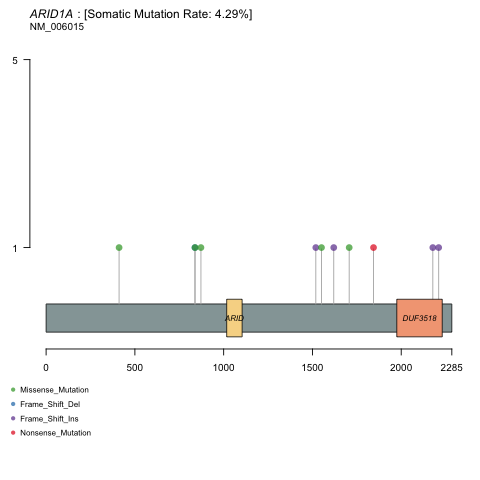 ARID1A : [Somatic Mutation Rate: 4.29%]
NM_006015
5
1
ARID
DUF3518
0 500 1000 1500 2000 2285
Missense_Mutation
Frame_Shift_Del
Frame_Shift_Ins
Nonsense_Mutation